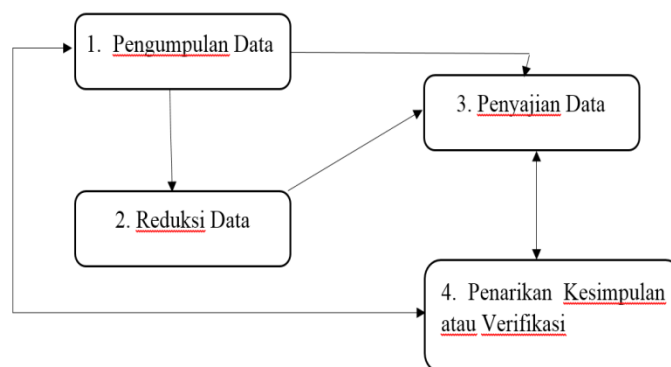 1. Pengumpulan Data
3. Penyajian Data
2. Reduksi Data
4. Penarikan Kesimpulan
atau Verifikasi